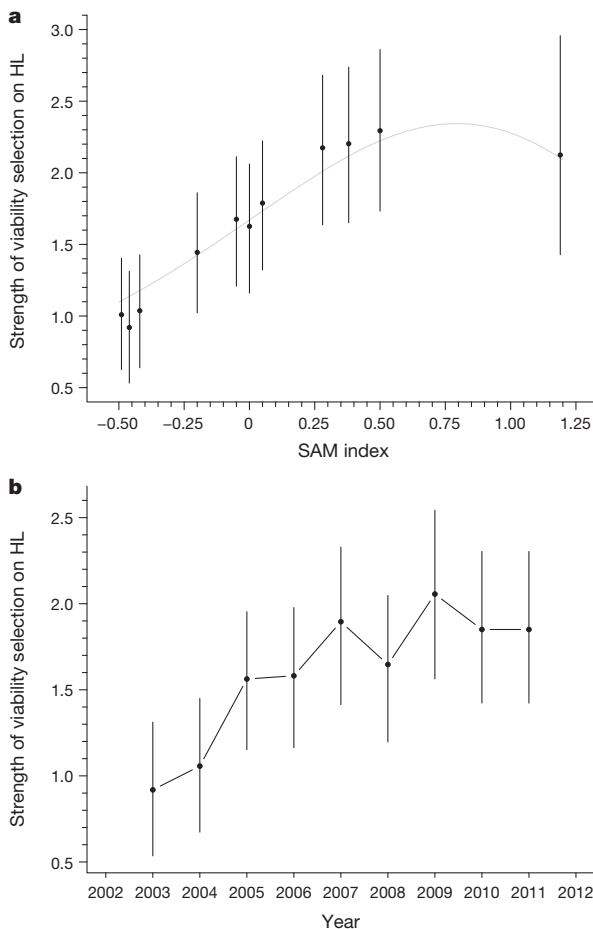 a
Strength of viability selection on HL
3.0
2.5
2.0
1.5
1.0
0.5
−0.50 −0.25 0 0.25 0.50 0.75 1.00 1.25
SAM index
b
Strength of viability selection on HL
2.5
2.0
1.5
1.0
0.5
2002 2003 2004 2005 2006 2007 2008 2009 2010 2011 2012
Year